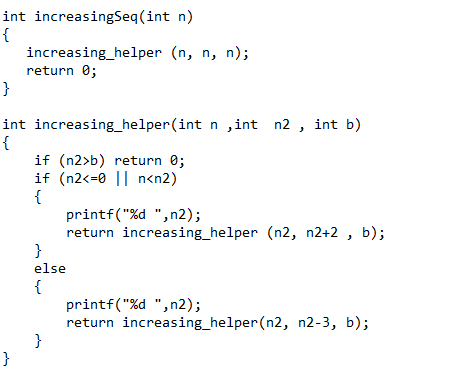 int increasingSeq(int n)
{
   increasing_helper (n, n, n);
   return 0;
}

int increasing_helper(int n ,int  n2 , int b)
{
    if (n2>b) return 0;
    if (n2<=0 || n<n2)
    {
        printf("%d ",n2);
        return increasing_helper (n2, n2+2 , b);
    }
    else
    {
        printf("%d ",n2);
        return increasing_helper(n2, n2-3, b);
    }
}